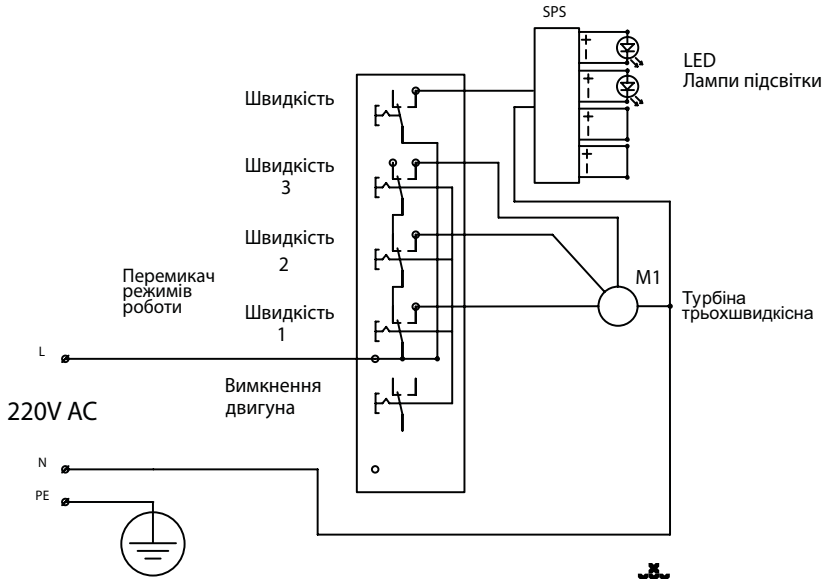 SPS
LED
Лампи підсвітки
Швидкість
Швидкість
3
Швидкість
2
Перемикач
режимів
роботи
Швидкість
1
M1
Турбіна
трьохшвидкісна
L
Вимкнення
двигуна
220V AC
N
PE